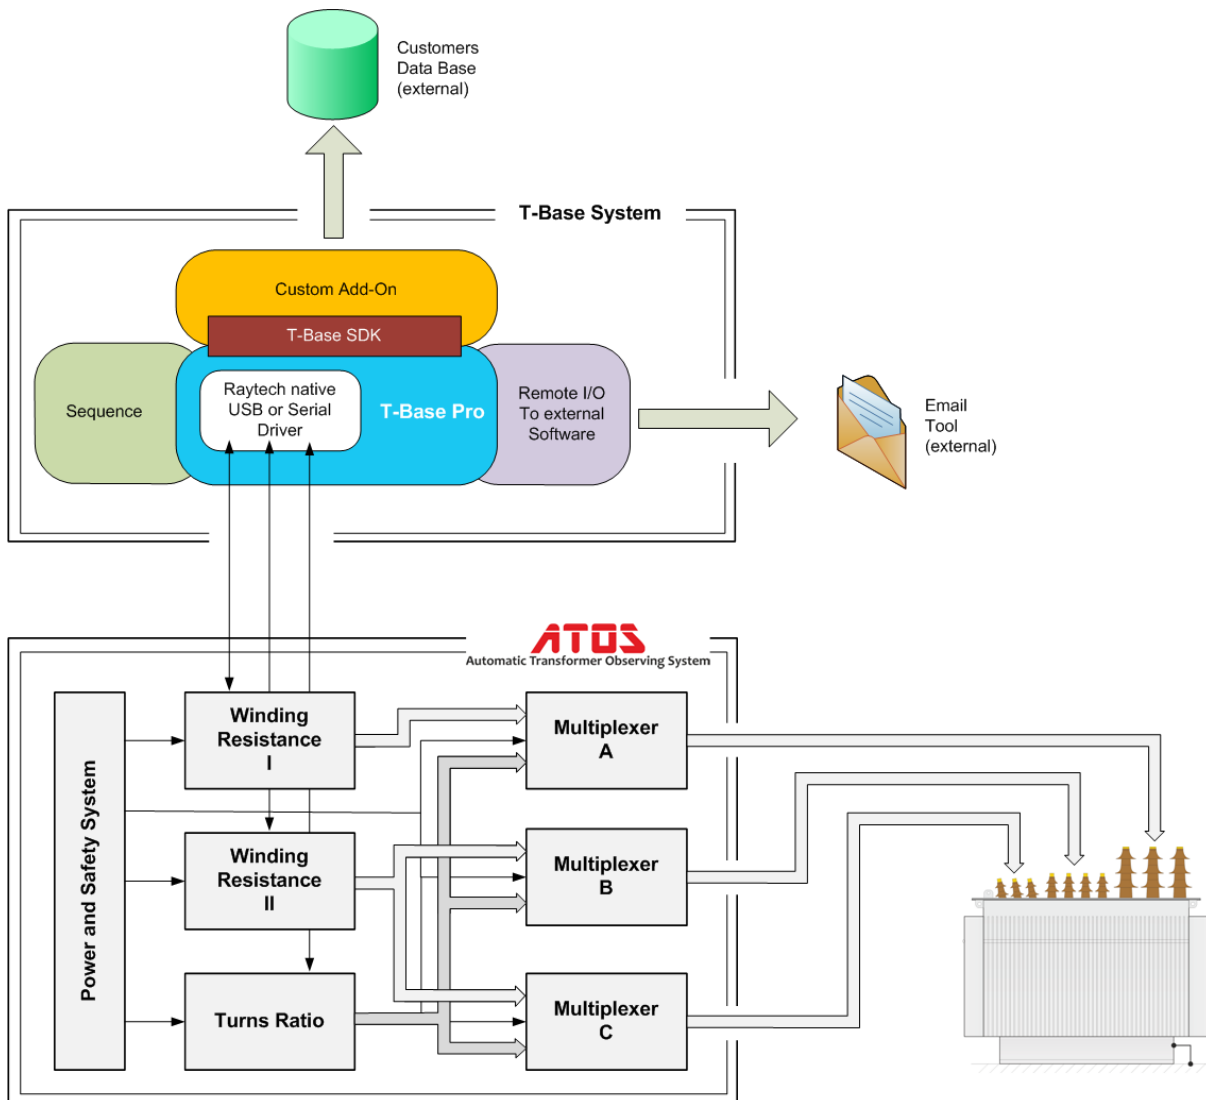 Customers
Data Base
(external)
T-Base System
Custom Add-On
T-Base SDK
Sequence
Raytech native
USB or Serial
Driver
T-Base Pro
Remote I/O
To external
Software
Email
Tool
(external)
ATOS
Automatic Transformer Observing System
Power and Safety System
Winding
Resistance
I
Multiplexer
A
Winding
Resistance
II
Multiplexer
B
Turns Ratio
Multiplexer
C